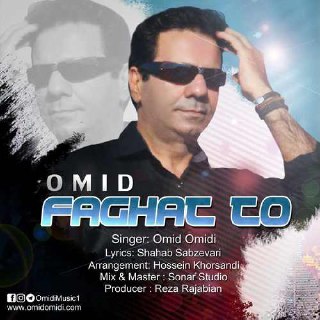 OMID
FAGHAT TO
Singer: Omid Omidi
Lyrics: Shahab Sabzevari
Arrangement: Hossein Khorsandi
Mix & Master : Sonar Studio
Producer : Reza Rajabian
OmidiMusic1
www.omidomidi.com